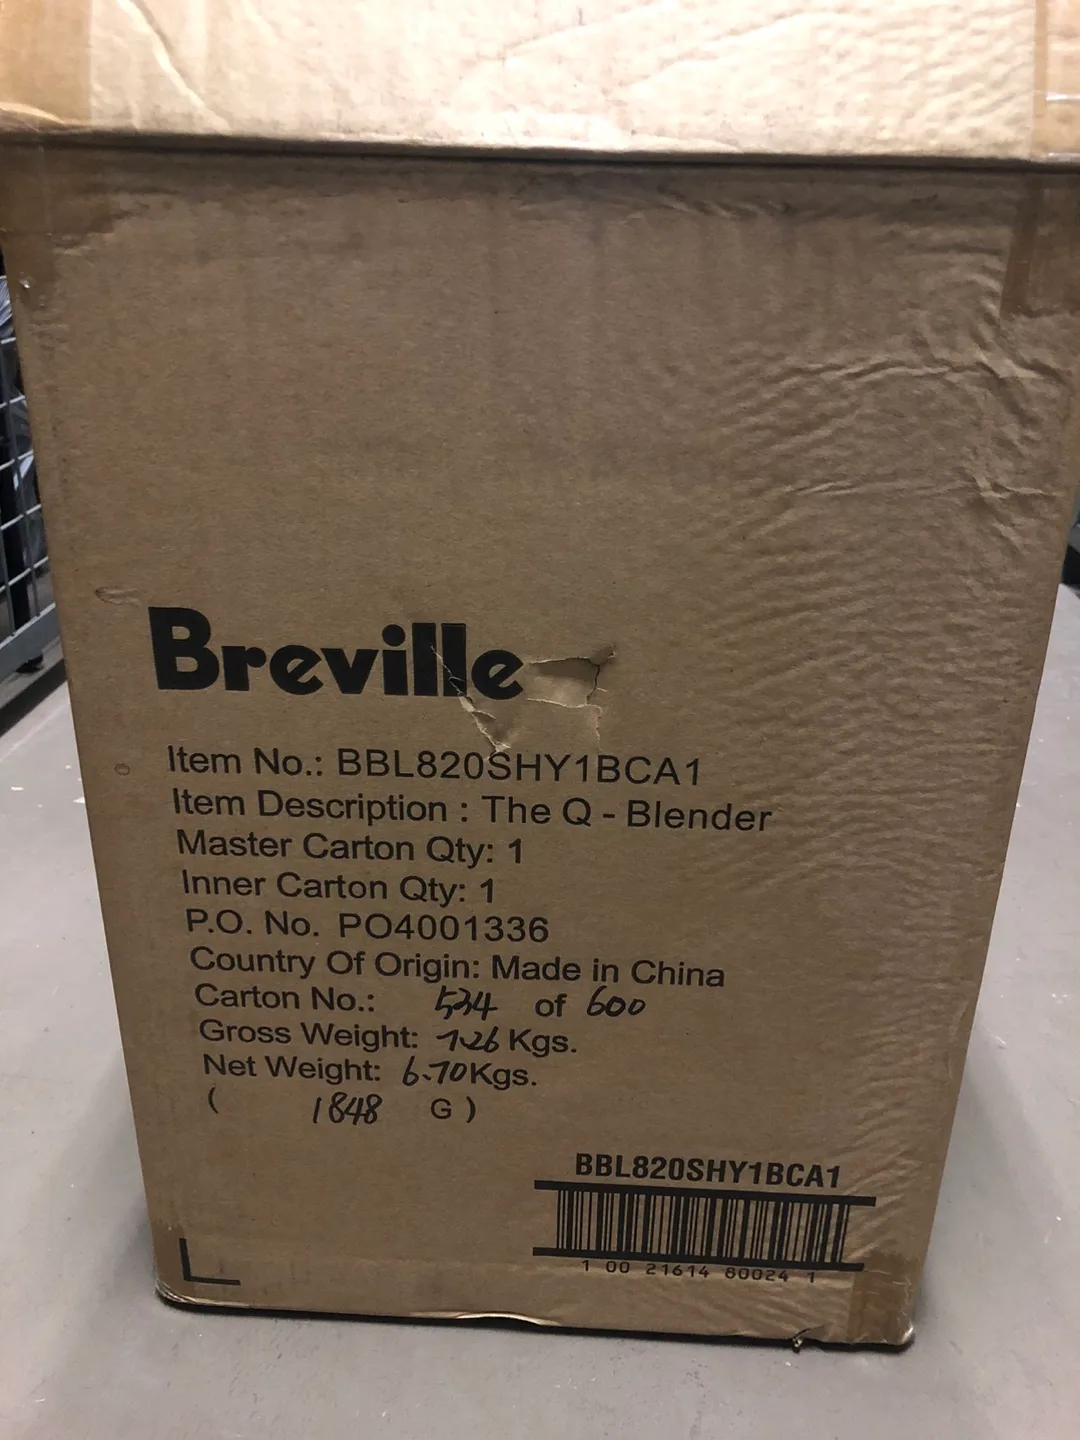 Breville
Item No.: BBL820SHY1BCA1
Item Description : The Q - Blender
Master Carton Qty: 1
Inner Carton Qty: 1
P.O. No. PO4001336
Country Of Origin: Made in China
Carton No.: 534 of 600
Gross Weight: 7.26 Kgs.
Net Weight: 6.70 Kgs.
( 1848 G )
BBL820SHY1BCA1
1 00 21614 80024 1